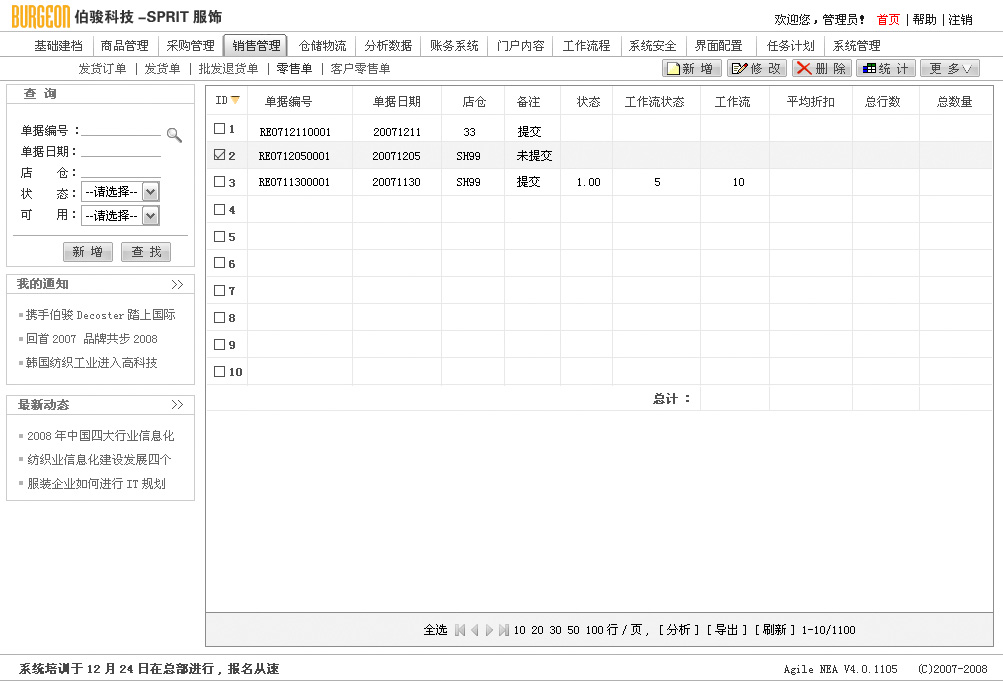 BURGEON 伯骏科技 –SPRIT 服饰
欢迎您，管理员! 首页 | 帮助 | 注销
基础建档 商品管理 采购管理 销售管理 仓储物流 分析数据 账务系统 门户内容 工作流程 系统安全 界面配置 任务计划 系统管理
发货订单 | 发货单 | 批发退货单 | 零售单 | 客户零售单
新 增 修 改 删 除 统 计 更 多
查 询
单据编号：
单据日期：
店 仓：
状 态： --请选择--
可 用： --请选择--
新 增 查 找
我的通知 >>
携手伯骏 Decoster 踏上国际
回首 2007 品牌共步 2008
韩国纺织工业进入高科技
最新动态 >>
2008 年中国四大行业信息化
纺织业信息化建设发展四个
服装企业如何进行 IT 规划
ID 单据编号 单据日期 店仓 备注 状态 工作流状态 工作流 平均折扣 总行数 总数量
1 RE0712110001 20071211 33 提交
2 RE0712050001 20071205 SH99 未提交
3 RE0711300001 20071130 SH99 提交 1.00 5 10
4
5
6
7
8
9
10
总计 ：
全选 10 20 30 50 100 行 / 页， [ 分析 ] [ 导出 ] [ 刷新 ] 1-10/1100
系统培训于 12 月 24 日在总部进行 , 报名从速
Agile NEA V4.0.1105 (C)2007-2008